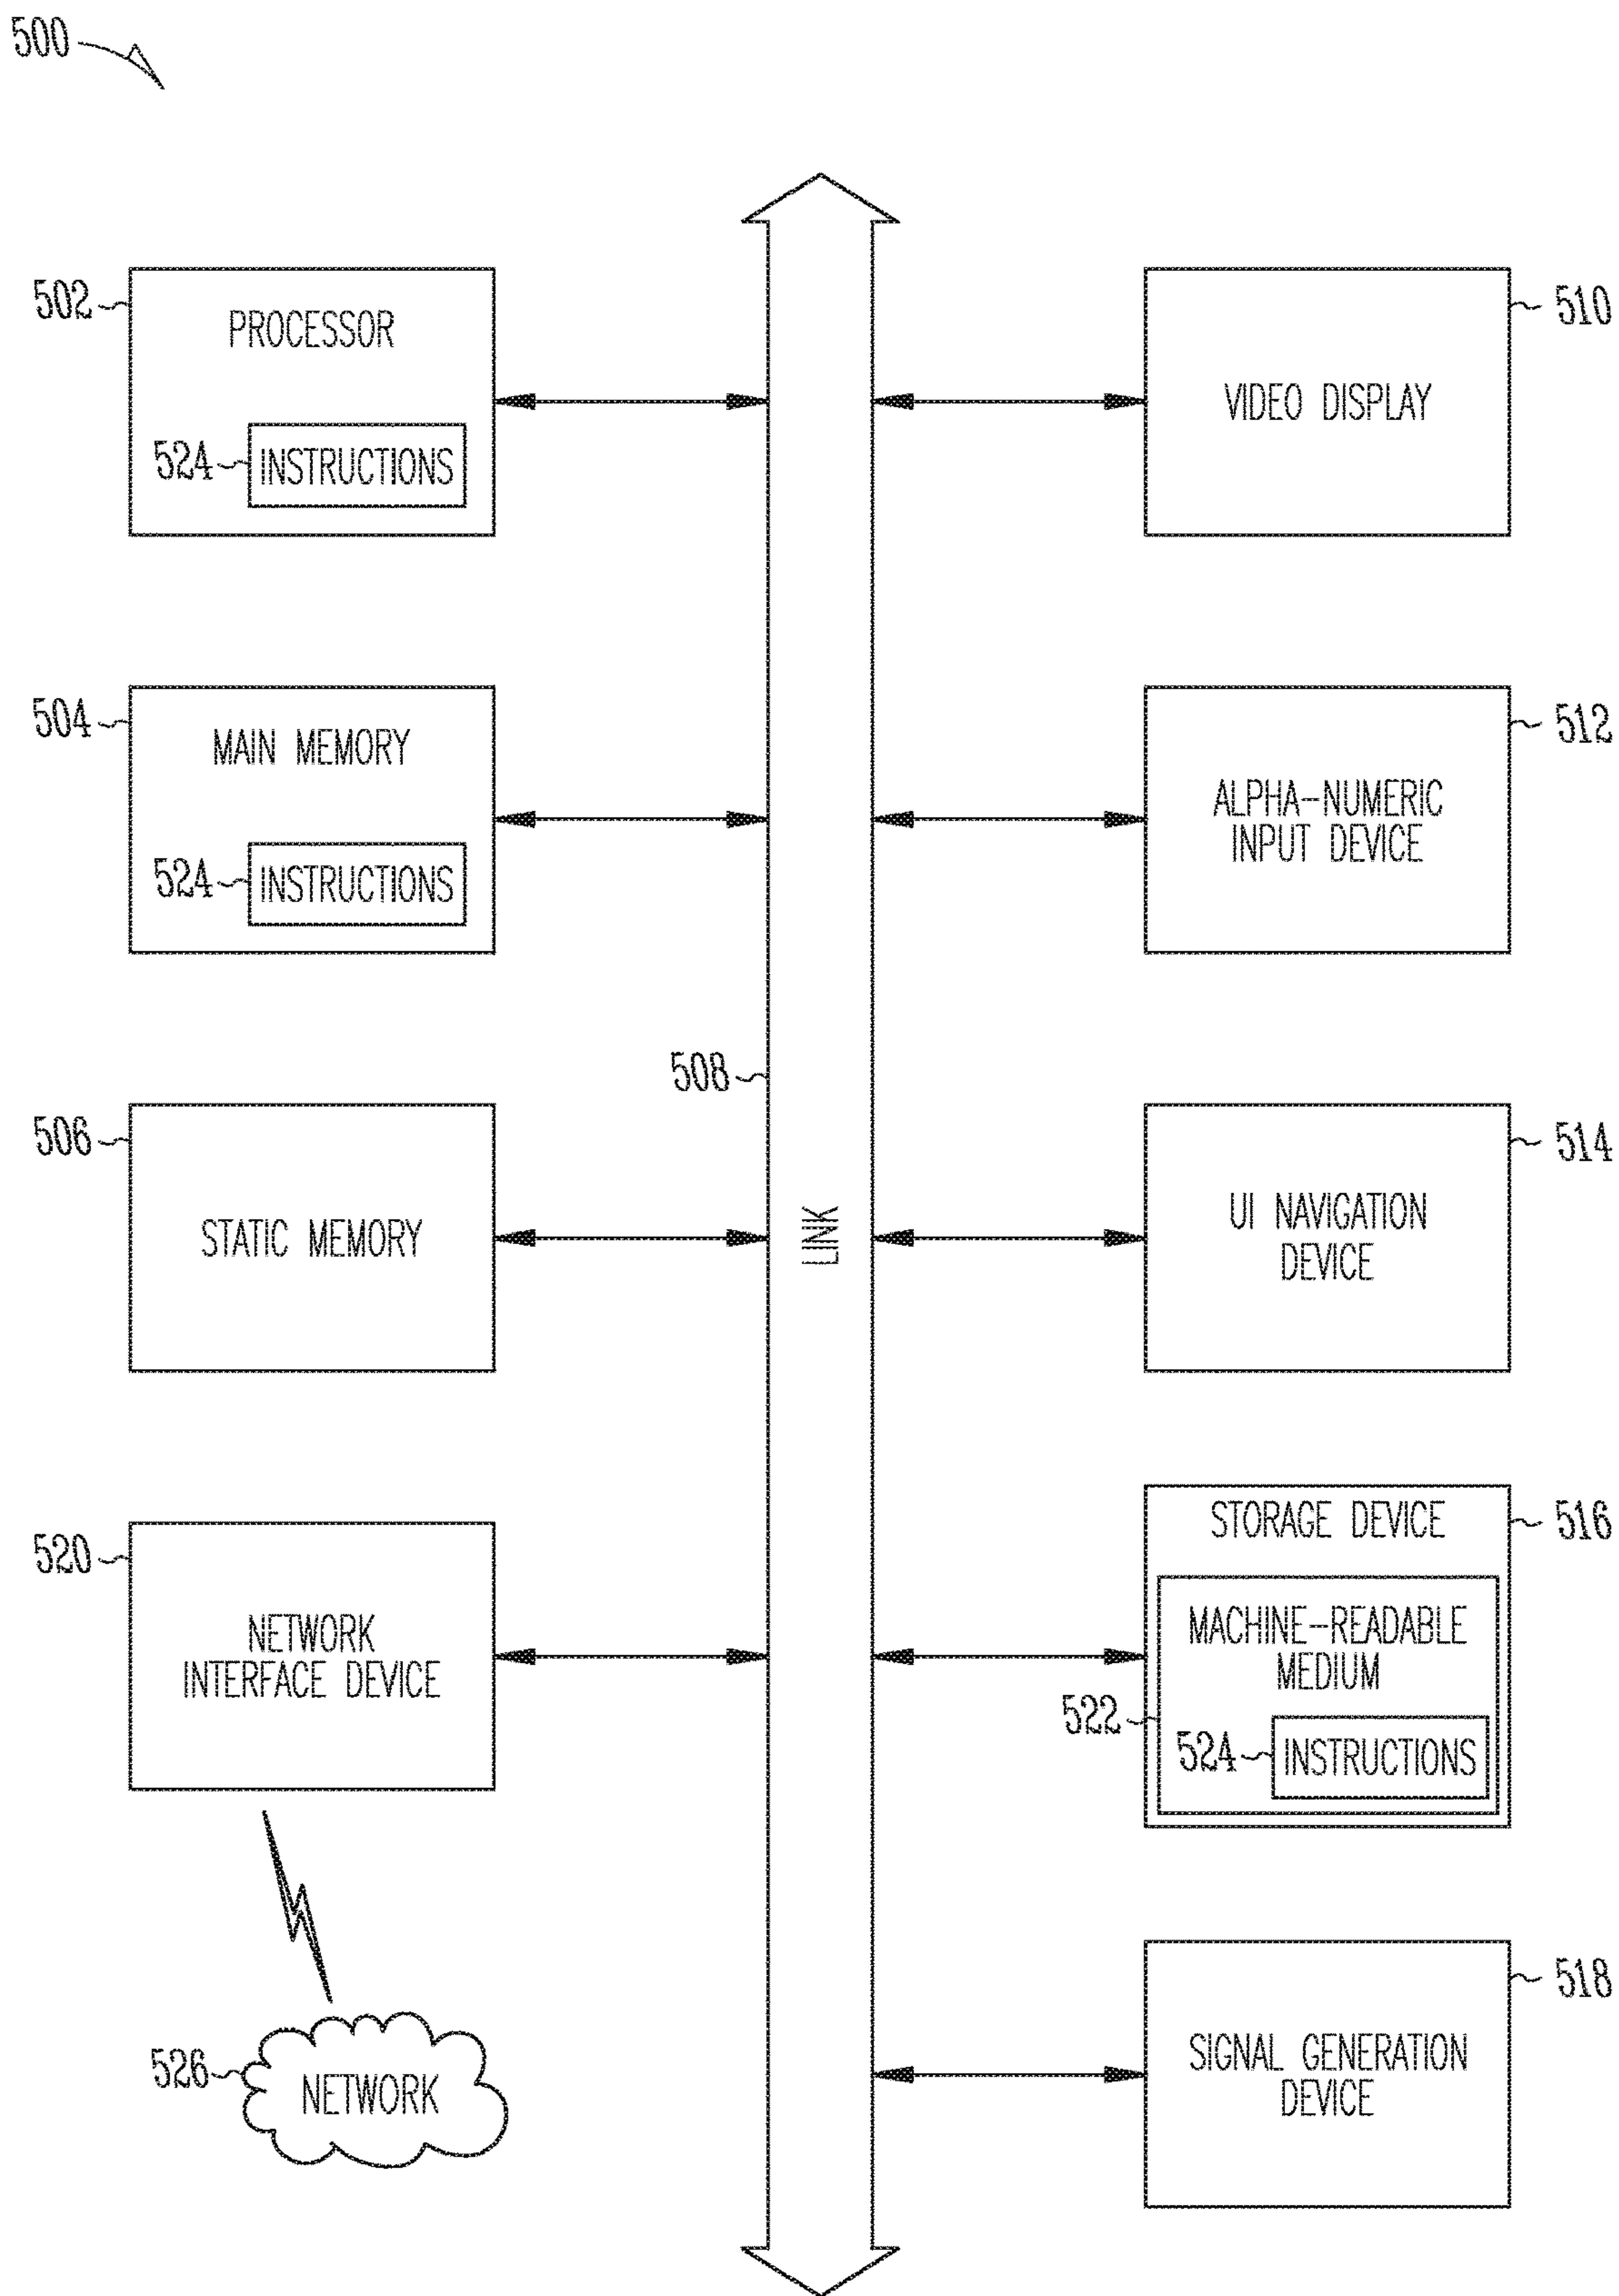 500
502
PROCESSOR
524
INSTRUCTIONS
504
MAIN MEMORY
524
INSTRUCTIONS
506
STATIC MEMORY
520
NETWORK
INTERFACE DEVICE
526
NETWORK
508
LINK
510
VIDEO DISPLAY
512
ALPHA-NUMERIC
INPUT DEVICE
514
UI NAVIGATION
DEVICE
516
STORAGE DEVICE
MACHINE-READABLE
MEDIUM
522
524
INSTRUCTIONS
518
SIGNAL GENERATION
DEVICE